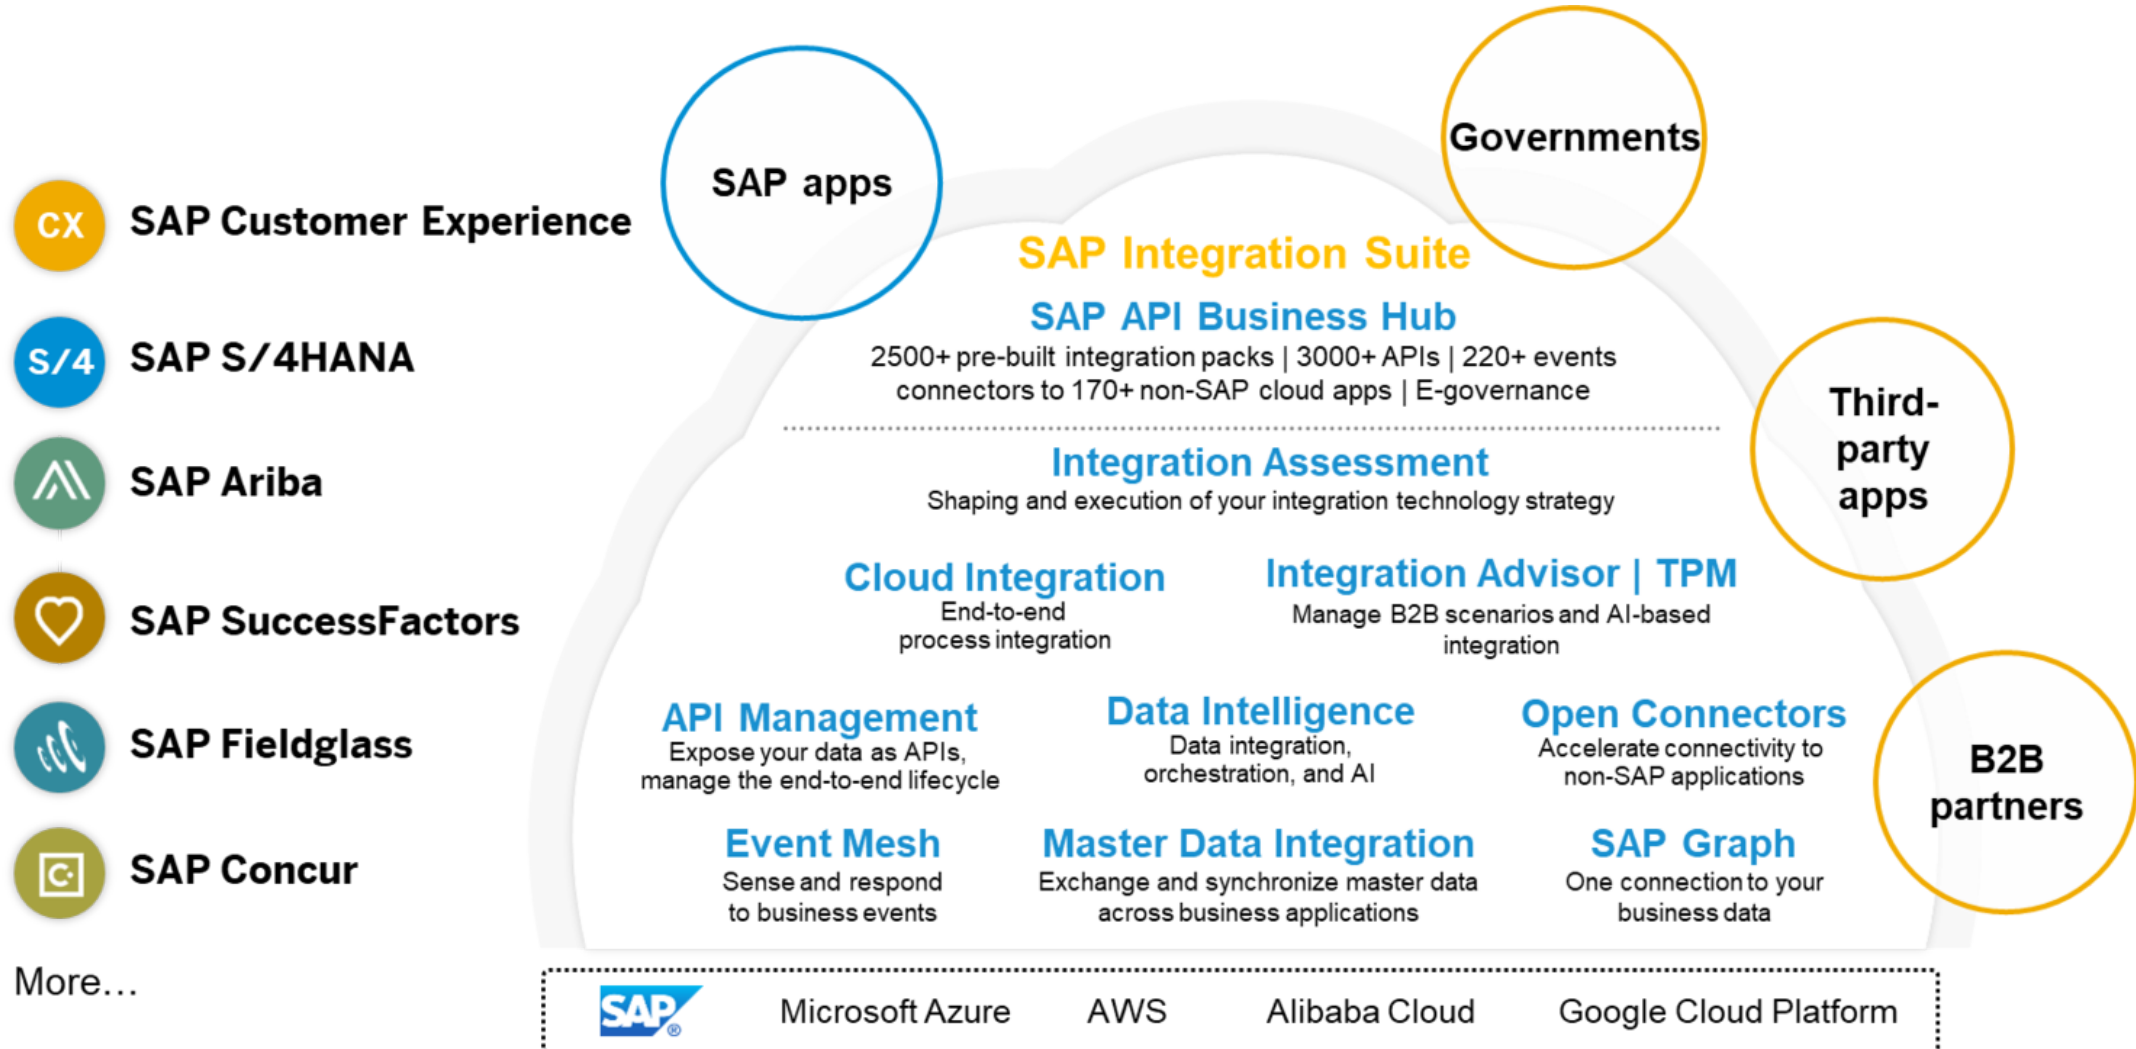 CX
SAP Customer Experience
S/4
SAP S/4HANA
SAP Ariba
SAP SuccessFactors
SAP Fieldglass
C
SAP Concur
More...
SAP apps
Governments
Third-
party
apps
B2B
partners
SAP Integration Suite
SAP API Business Hub
2500+ pre-built integration packs | 3000+ APIs | 220+ events
connectors to 170+ non-SAP cloud apps | E-governance
Integration Assessment
Shaping and execution of your integration technology strategy
Cloud Integration
End-to-end
process integration
Integration Advisor | TPM
Manage B2B scenarios and AI-based
integration
API Management
Expose your data as APIs,
manage the end-to-end lifecycle
Data Intelligence
Data integration,
orchestration, and AI
Open Connectors
Accelerate connectivity to
non-SAP applications
Event Mesh
Sense and respond
to business events
Master Data Integration
Exchange and synchronize master data
across business applications
SAP Graph
One connection to your
business data
SAP®
Microsoft Azure
AWS
Alibaba Cloud
Google Cloud Platform